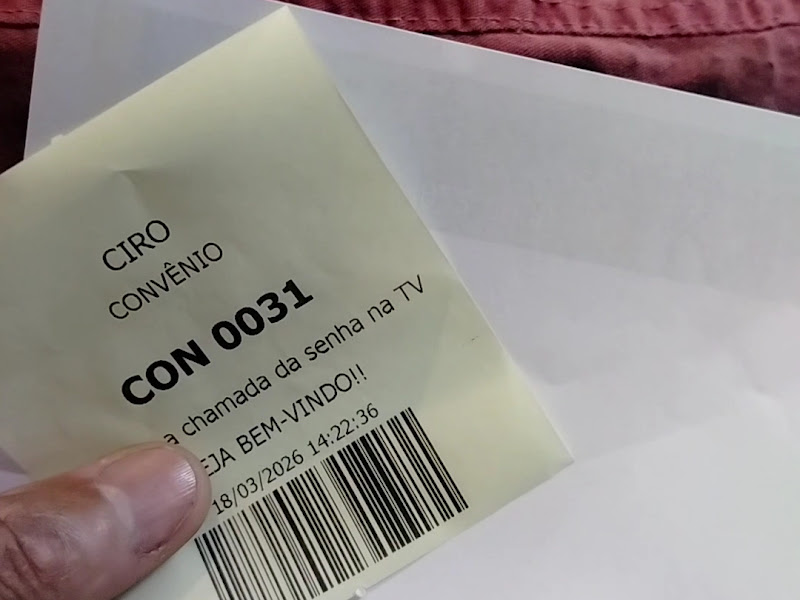 CIRO
CONVÊNIO
CON 0031
a chamada da senha na TV
EJA BEM-VINDO!!
18/03/2026 14:22:36